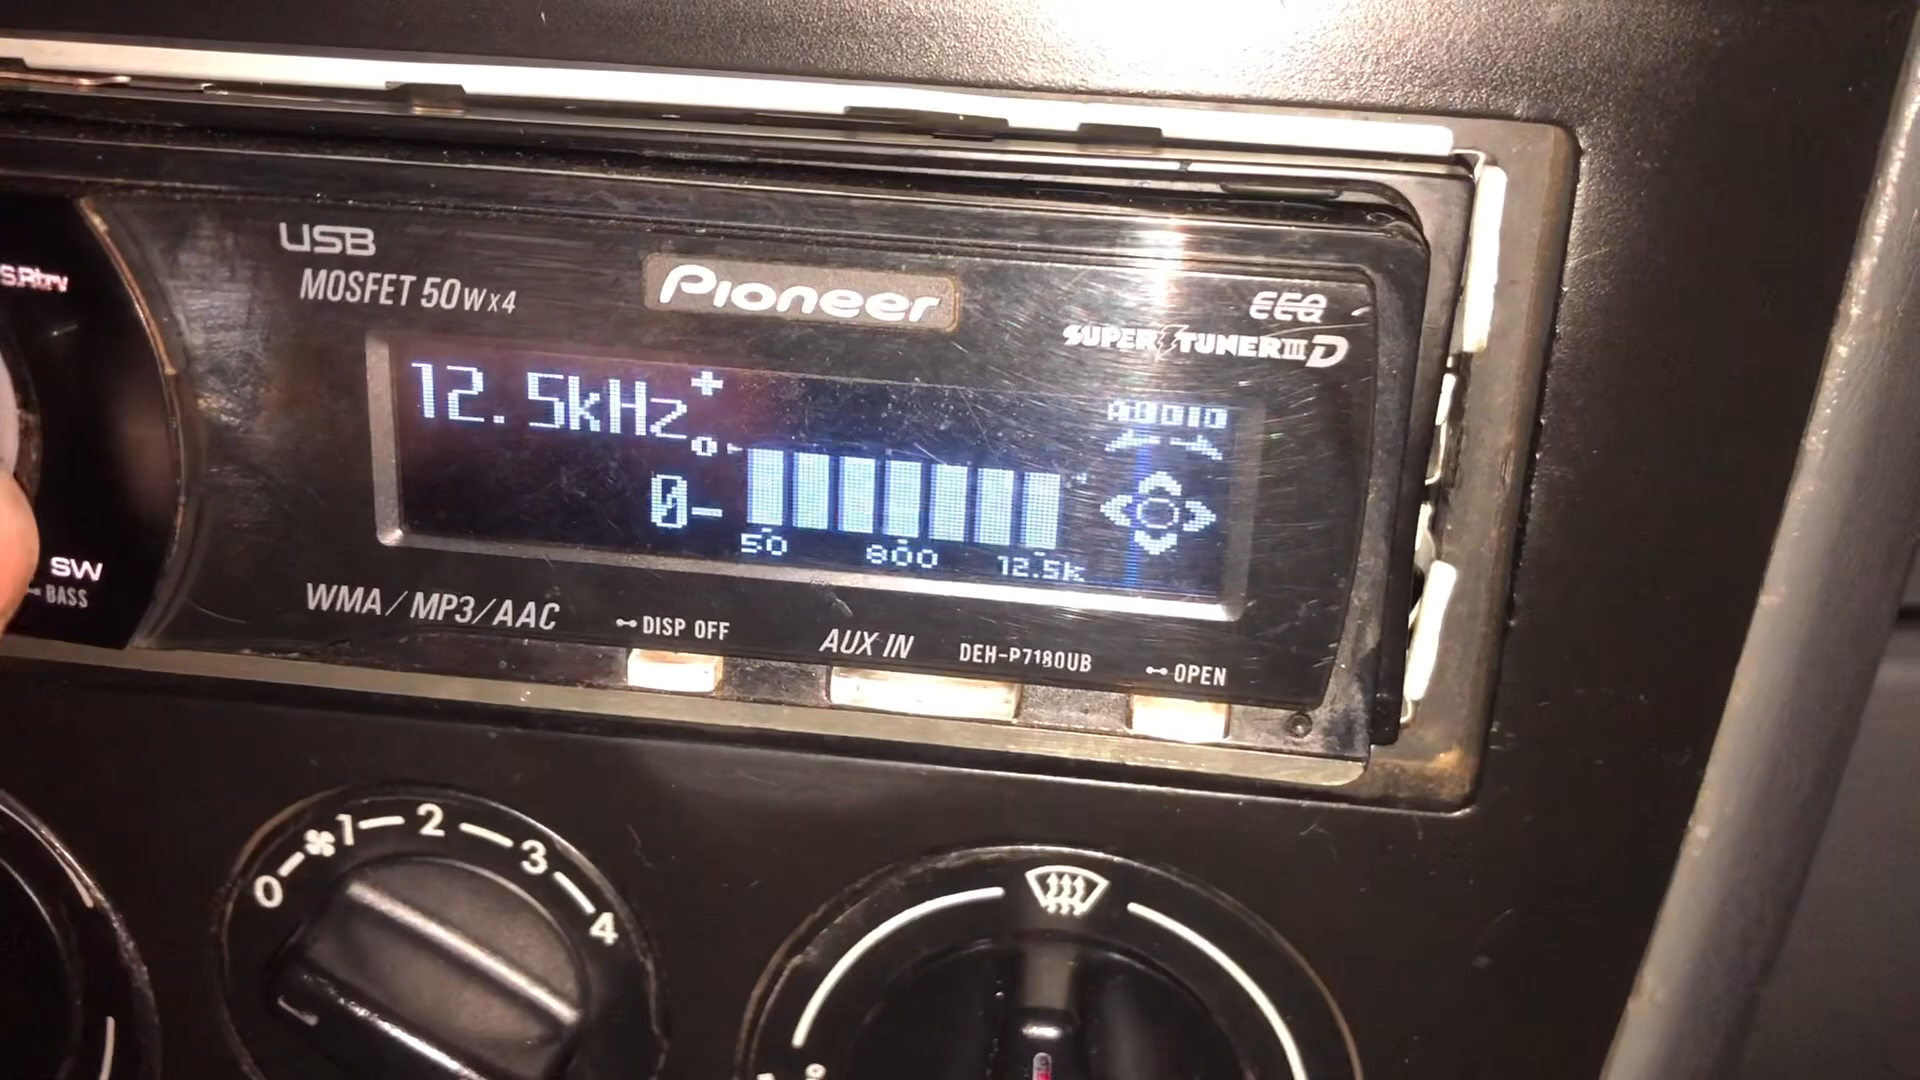 S.Rtrv
USB
MOSFET 50W x 4
Pioneer
EEQ
SUPER TUNER III D
12.5kHz
+
0
0
AUDIO
50
800
12.5k
SW
BASS
WMA/MP3/AAC
DISP OFF
AUX IN
DEH-P7180UB
OPEN
0
1
2
3
4